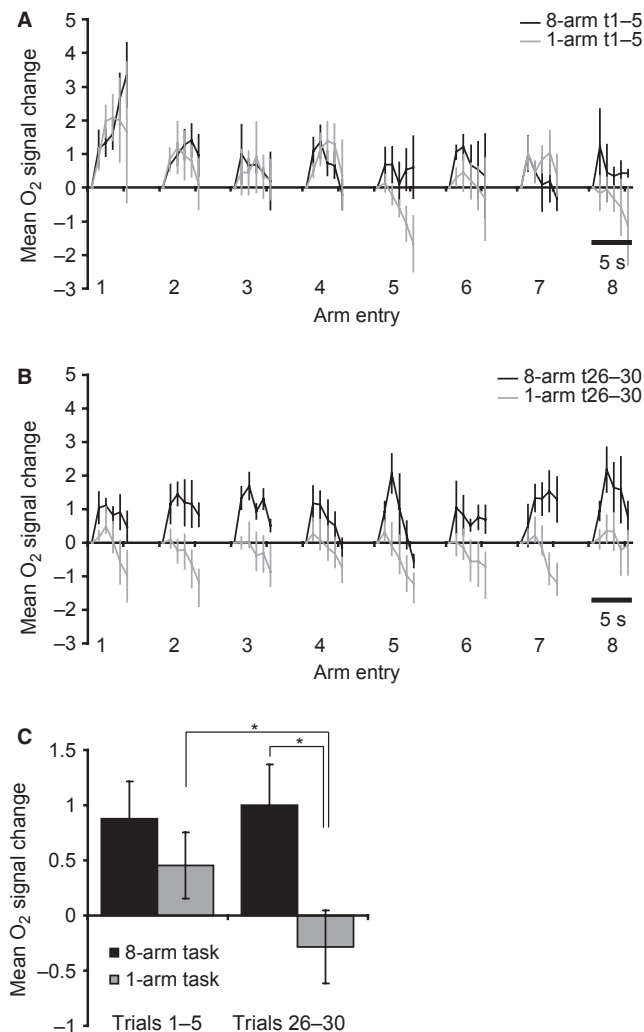 A
8-arm t1–5
1-arm t1–5
Mean O2 signal change
5
4
3
2
1
0
–1
–2
–3
5 s
1 2 3 4 5 6 7 8
Arm entry
B
8-arm t26–30
1-arm t26–30
Mean O2 signal change
5
4
3
2
1
0
–1
–2
–3
5 s
1 2 3 4 5 6 7 8
Arm entry
C
*
*
Mean O2 signal change
1.5
1
0.5
0
–0.5
–1
8-arm task
1-arm task
Trials 1–5 Trials 26–30